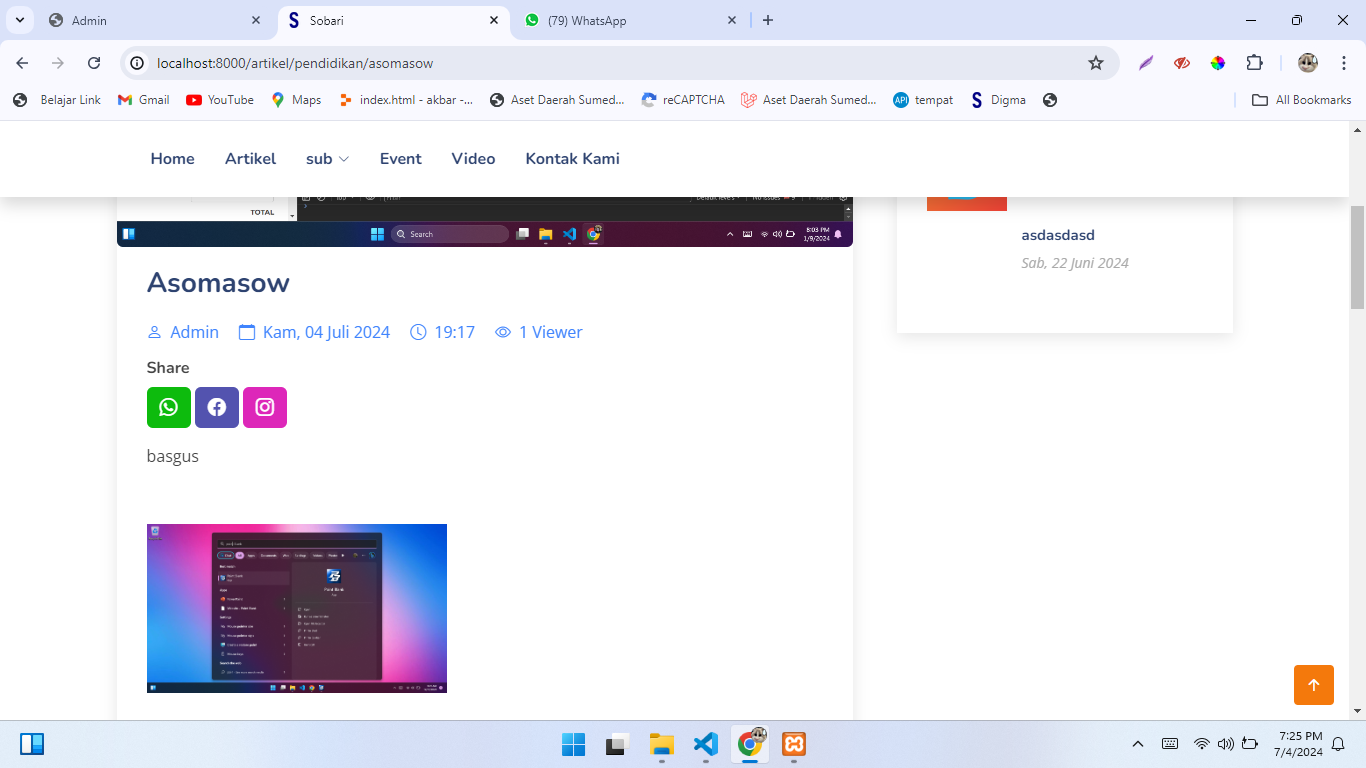 Admin
Sobari
(79) WhatsApp
localhost:8000/artikel/pendidikan/asomasow
Belajar Link
Gmail
YouTube
Maps
index.html - akbar -...
Aset Daerah Sumed...
reCAPTCHA
Aset Daerah Sumed...
API
tempat
S
Digma
All Bookmarks
Home
Artikel
sub
Event
Video
Kontak Kami
TOTAL
Search
8:03 PM
1/9/2024
asdasdasd
Sab, 22 Juni 2024
Asomasow
Admin
Kam, 04 Juli 2024
19:17
1 Viewer
Share
basgus
Point Bank
7:25 PM
7/4/2024